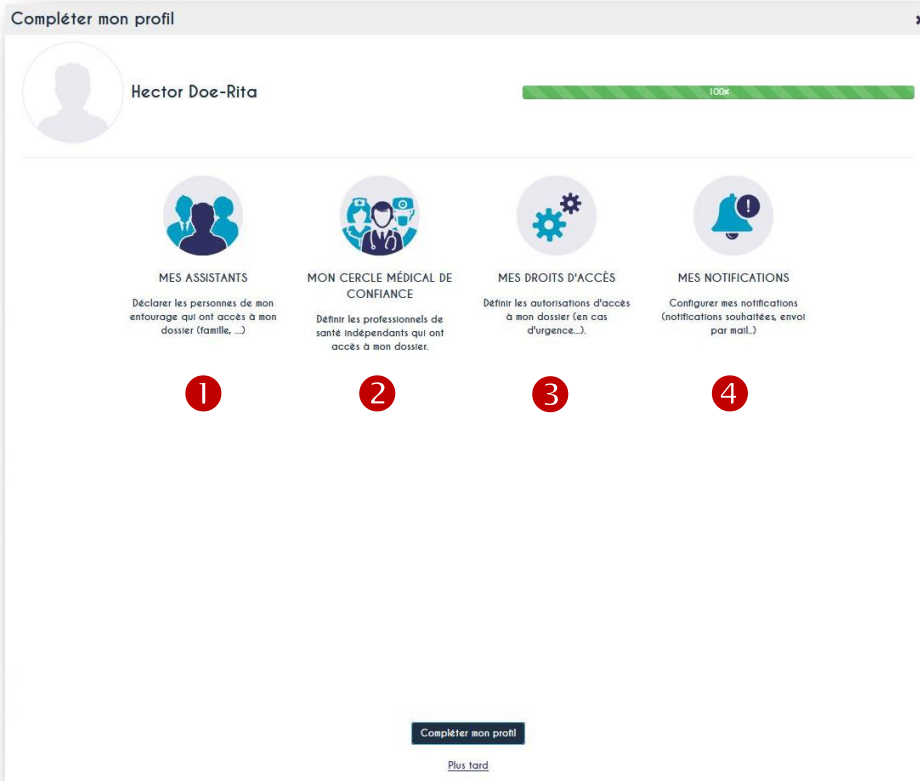 Compléter mon profil
Hector Doe-Rita
100%
MES ASSISTANTS
Déclarer les personnes de mon
entourage qui ont accès à mon
dossier (famille, ...)
1
MON CERCLE MÉDICAL DE
CONFIANCE
Définir les professionnels de
santé indépendants qui ont
accès à mon dossier.
2
MES DROITS D'ACCÈS
Définir les autorisations d'accès
à mon dossier (en cas
d'urgence...).
3
MES NOTIFICATIONS
Configurer mes notifications
(notifications souhaitées, envoi
par mail..)
4
Compléter mon profil
Plus tard